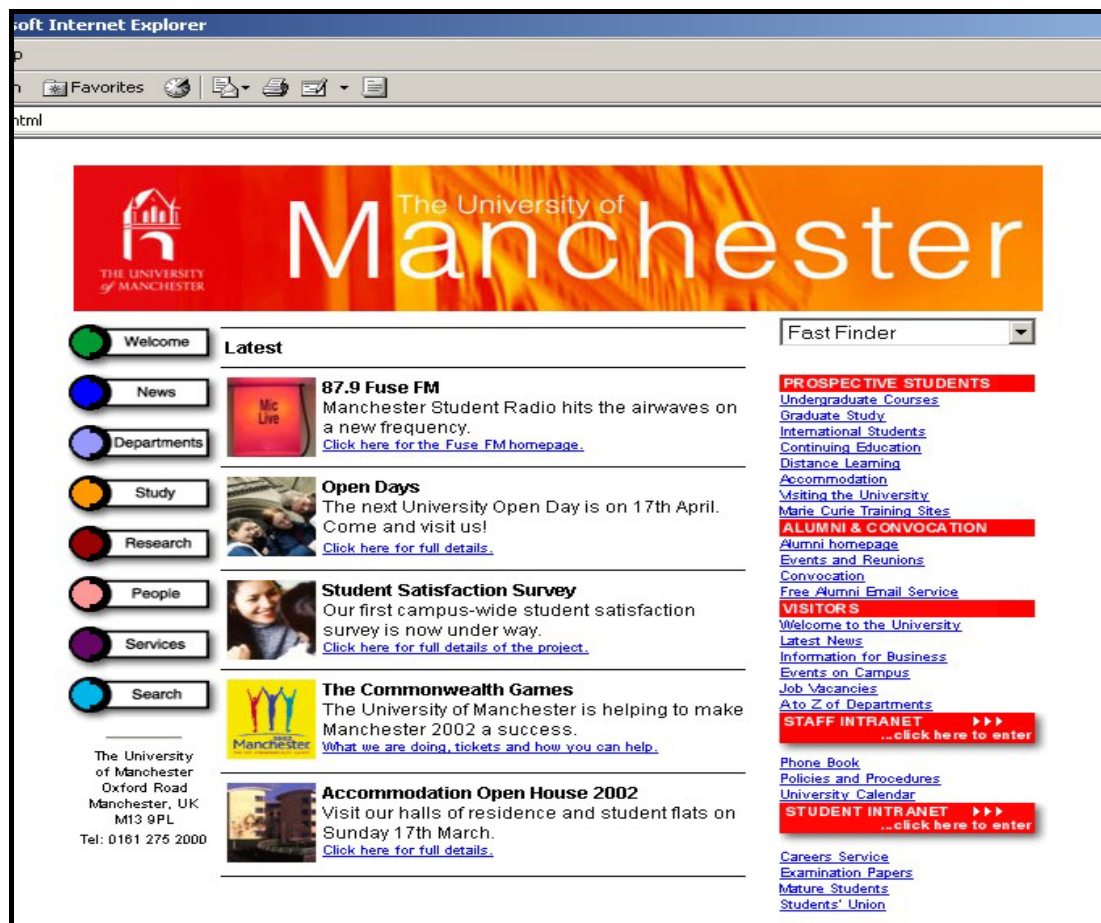 soft Internet Explorer
Favorites
html
THE UNIVERSITY
of MANCHESTER
The University of
Manchester
Welcome
News
Departments
Study
Research
People
Services
Search
The University
of Manchester
Oxford Road
Manchester, UK
M13 9PL
Tel: 0161 275 2000
Latest
Mic
Live
87.9 Fuse FM
Manchester Student Radio hits the airwaves on
a new frequency.
Click here for the Fuse FM homepage.
Open Days
The next University Open Day is on 17th April.
Come and visit us!
Click here for full details.
Student Satisfaction Survey
Our first campus-wide student satisfaction
survey is now under way.
Click here for full details of the project.
Manchester
The Commonwealth Games
The University of Manchester is helping to make
Manchester 2002 a success.
What we are doing, tickets and how you can help.
Accommodation Open House 2002
Visit our halls of residence and student flats on
Sunday 17th March.
Click here for full details.
Fast Finder
PROSPECTIVE STUDENTS
Undergraduate Courses
Graduate Study
International Students
Continuing Education
Distance Learning
Accommodation
Visiting the University
Marie Curie Training Sites
ALUMNI & CONVOCATION
Alumni homepage
Events and Reunions
Convocation
Free Alumni Email Service
VISITORS
Welcome to the University
Latest News
Information for Business
Events on Campus
Job Vacancies
A to Z of Departments
STAFF INTRANET
...click here to enter
Phone Book
Policies and Procedures
University Calendar
STUDENT INTRANET
...click here to enter
Careers Service
Examination Papers
Mature Students
Students' Union